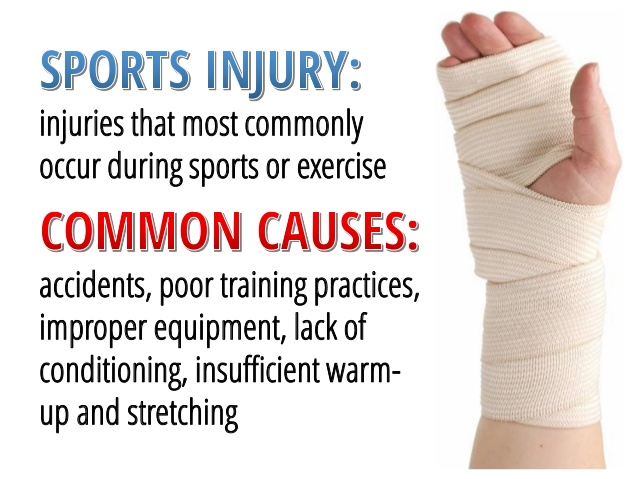 SPORTS INJURY:
injuries that most commonly
occur during sports or exercise
COMMON CAUSES:
accidents, poor training practices,
improper equipment, lack of
conditioning, insufficient warm-
up and stretching